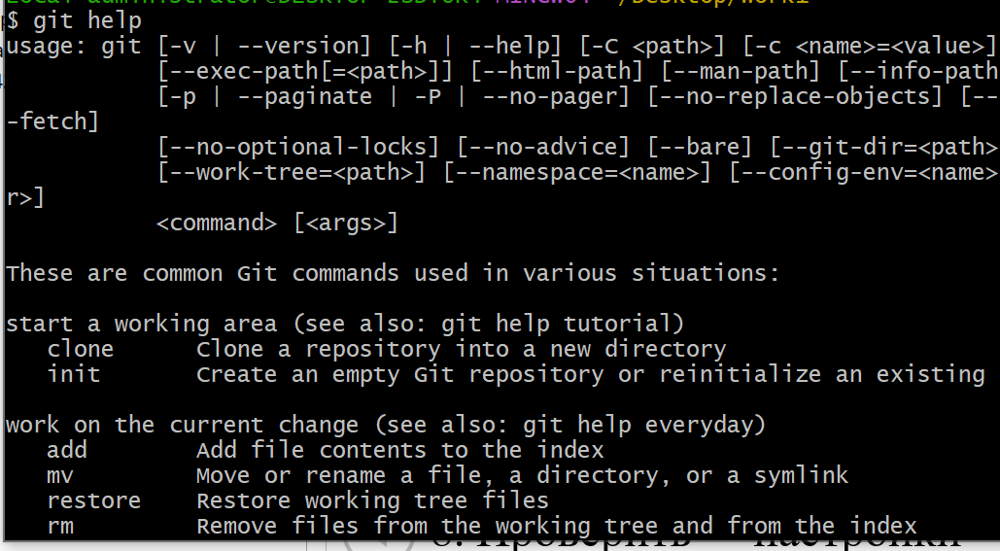 $ git help
usage: git [-v | --version] [-h | --help] [-C <path>] [-c <name>=<value>]
[--exec-path[=<path>]] [--html-path] [--man-path] [--info-path
[-p | --paginate | -P | --no-pager] [--no-replace-objects] [--
-fetch]
[--no-optional-locks] [--no-advice] [--bare] [--git-dir=<path>
[--work-tree=<path>] [--namespace=<name>] [--config-env=<name>
r>]
<command> [<args>]
These are common Git commands used in various situations:
start a working area (see also: git help tutorial)
clone Clone a repository into a new directory
init Create an empty Git repository or reinitialize an existing
work on the current change (see also: git help everyday)
add Add file contents to the index
mv Move or rename a file, a directory, or a symlink
restore Restore working tree files
rm Remove files from the working tree and from the index